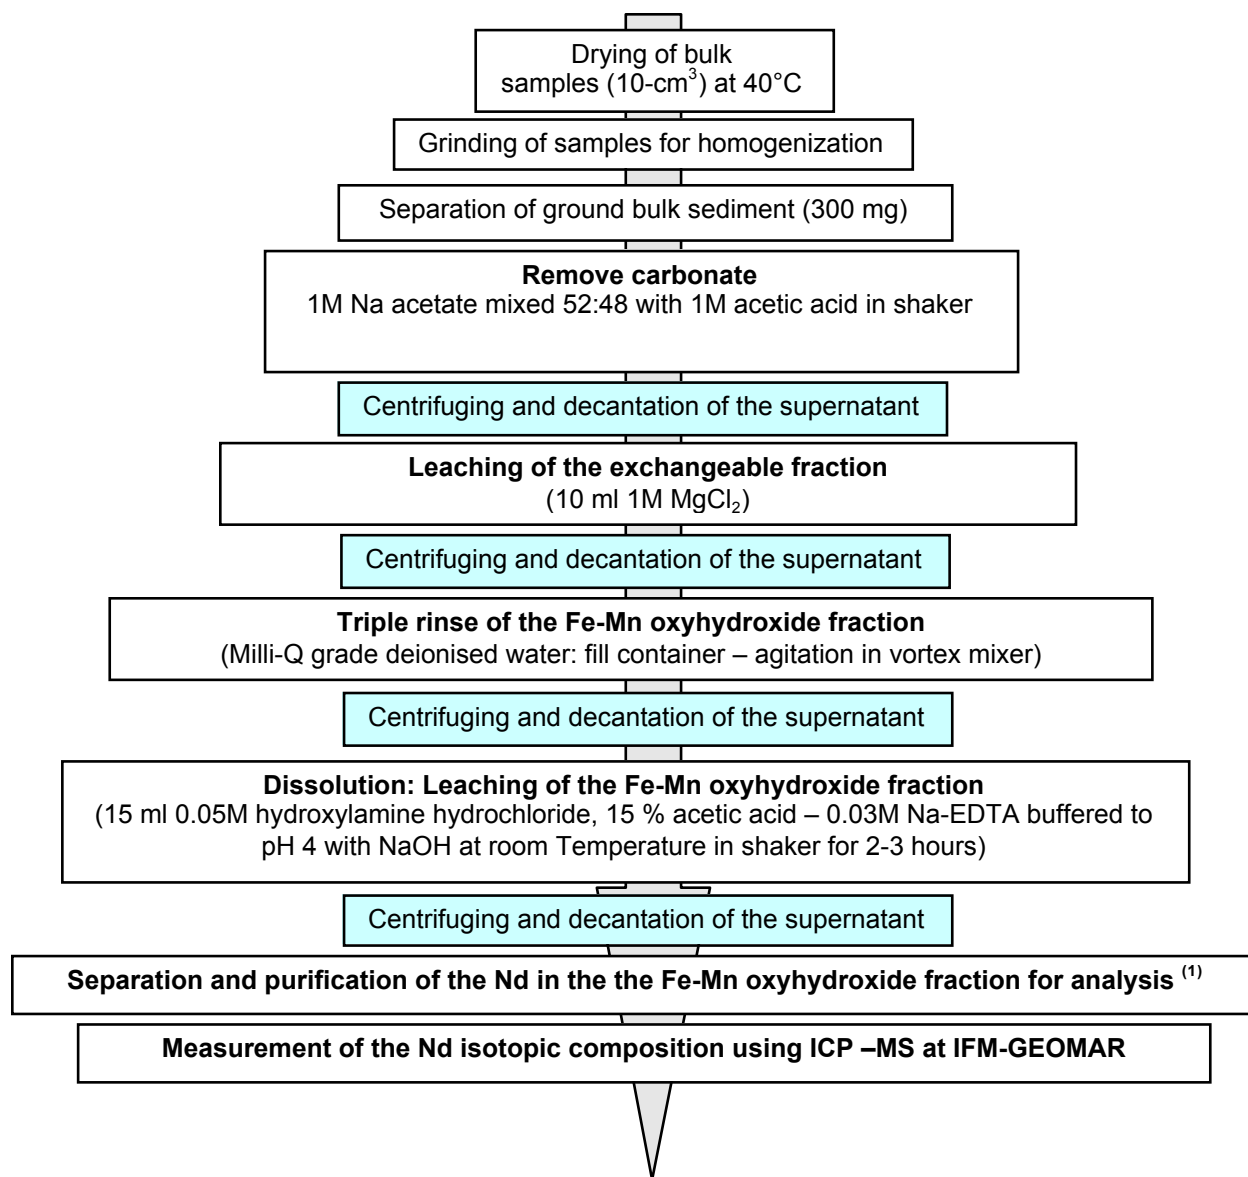 Drying of bulk
samples (10-cm³) at 40°C
Grinding of samples for homogenization
Separation of ground bulk sediment (300 mg)
Remove carbonate
1M Na acetate mixed 52:48 with 1M acetic acid in shaker
Centrifuging and decantation of the supernatant
Leaching of the exchangeable fraction
(10 ml 1M MgCl₂)
Centrifuging and decantation of the supernatant
Triple rinse of the Fe-Mn oxyhydroxide fraction
(Milli-Q grade deionised water: fill container – agitation in vortex mixer)
Centrifuging and decantation of the supernatant
Dissolution: Leaching of the Fe-Mn oxyhydroxide fraction
(15 ml 0.05M hydroxylamine hydrochloride, 15 % acetic acid – 0.03M Na-EDTA buffered to
pH 4 with NaOH at room Temperature in shaker for 2-3 hours)
Centrifuging and decantation of the supernatant
Separation and purification of the Nd in the the Fe-Mn oxyhydroxide fraction for analysis ⁽¹⁾
Measurement of the Nd isotopic composition using ICP –MS at IFM-GEOMAR